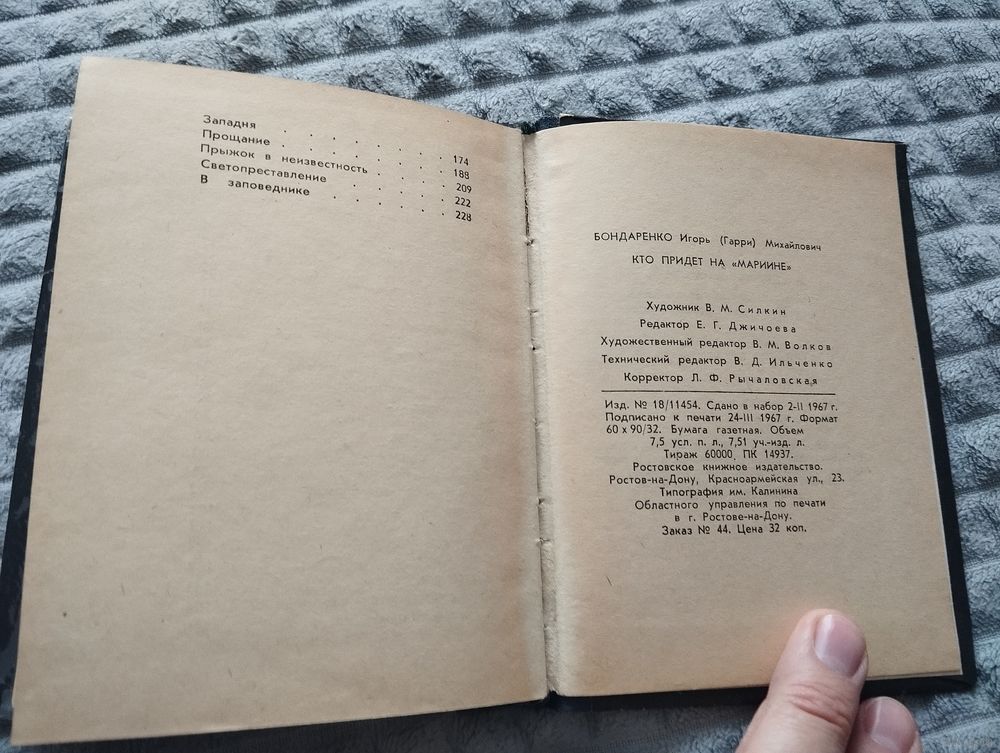 Западня . . . . . . . . 174
Прощание . . . . . . . . 188
Прыжок в неизвестность . . . . 209
Светопреставление . . . . . 222
В заповеднике . . . . . . 228
БОНДАРЕНКО Игорь (Гарри) Михайлович
КТО ПРИДЕТ НА «МАРИИНЕ»
Художник В. М. Силкин
Редактор Е. Г. Джичоева
Художественный редактор В. М. Волков
Технический редактор В. Д. Ильченко
Корректор Л. Ф. Рычаловская
Изд. № 18/11454. Сдано в набор 2-II 1967 г.
Подписано к печати 24-III 1967 г. Формат
60 х 90/32. Бумага газетная. Объем
7,5 усл. п. л., 7,51 уч.-изд. л.
Тираж 60000. ПК 14937.
Ростовское книжное издательство.
Ростов-на-Дону, Красноармейская ул., 23.
Типография им. Калинина
Областного управления по печати
в г. Ростове-на-Дону.
Заказ № 44. Цена 32 коп.